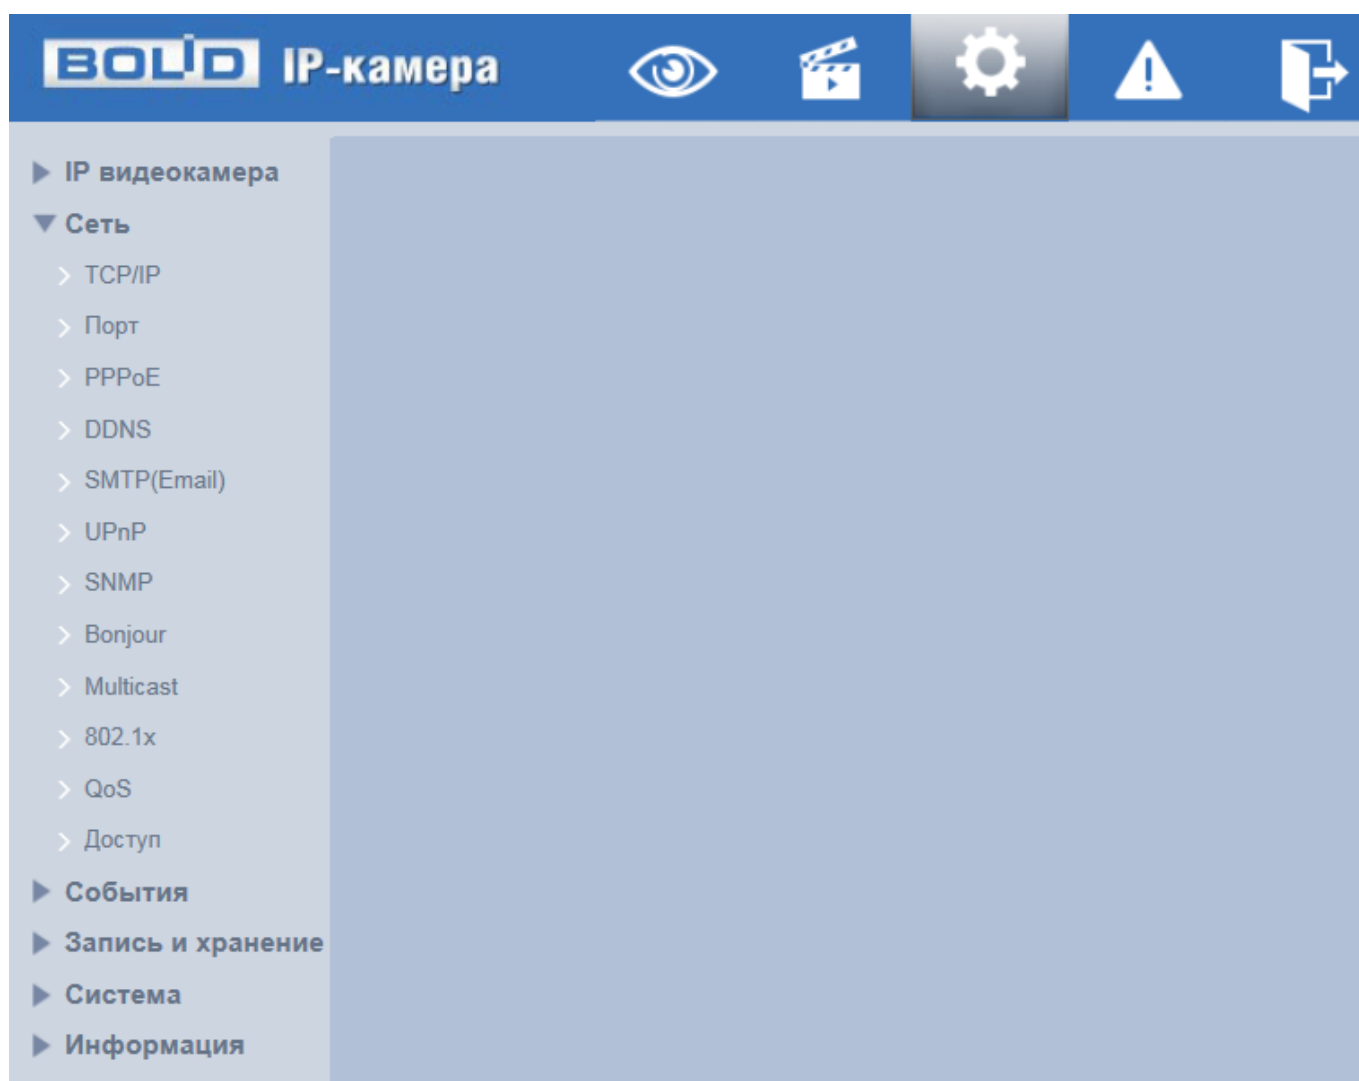 BOLID IP-камера
IP видеокамера
Сеть
TCP/IP
Порт
PPPoE
DDNS
SMTP(Email)
UPnP
SNMP
Bonjour
Multicast
802.1x
QoS
Доступ
События
Запись и хранение
Система
Информация